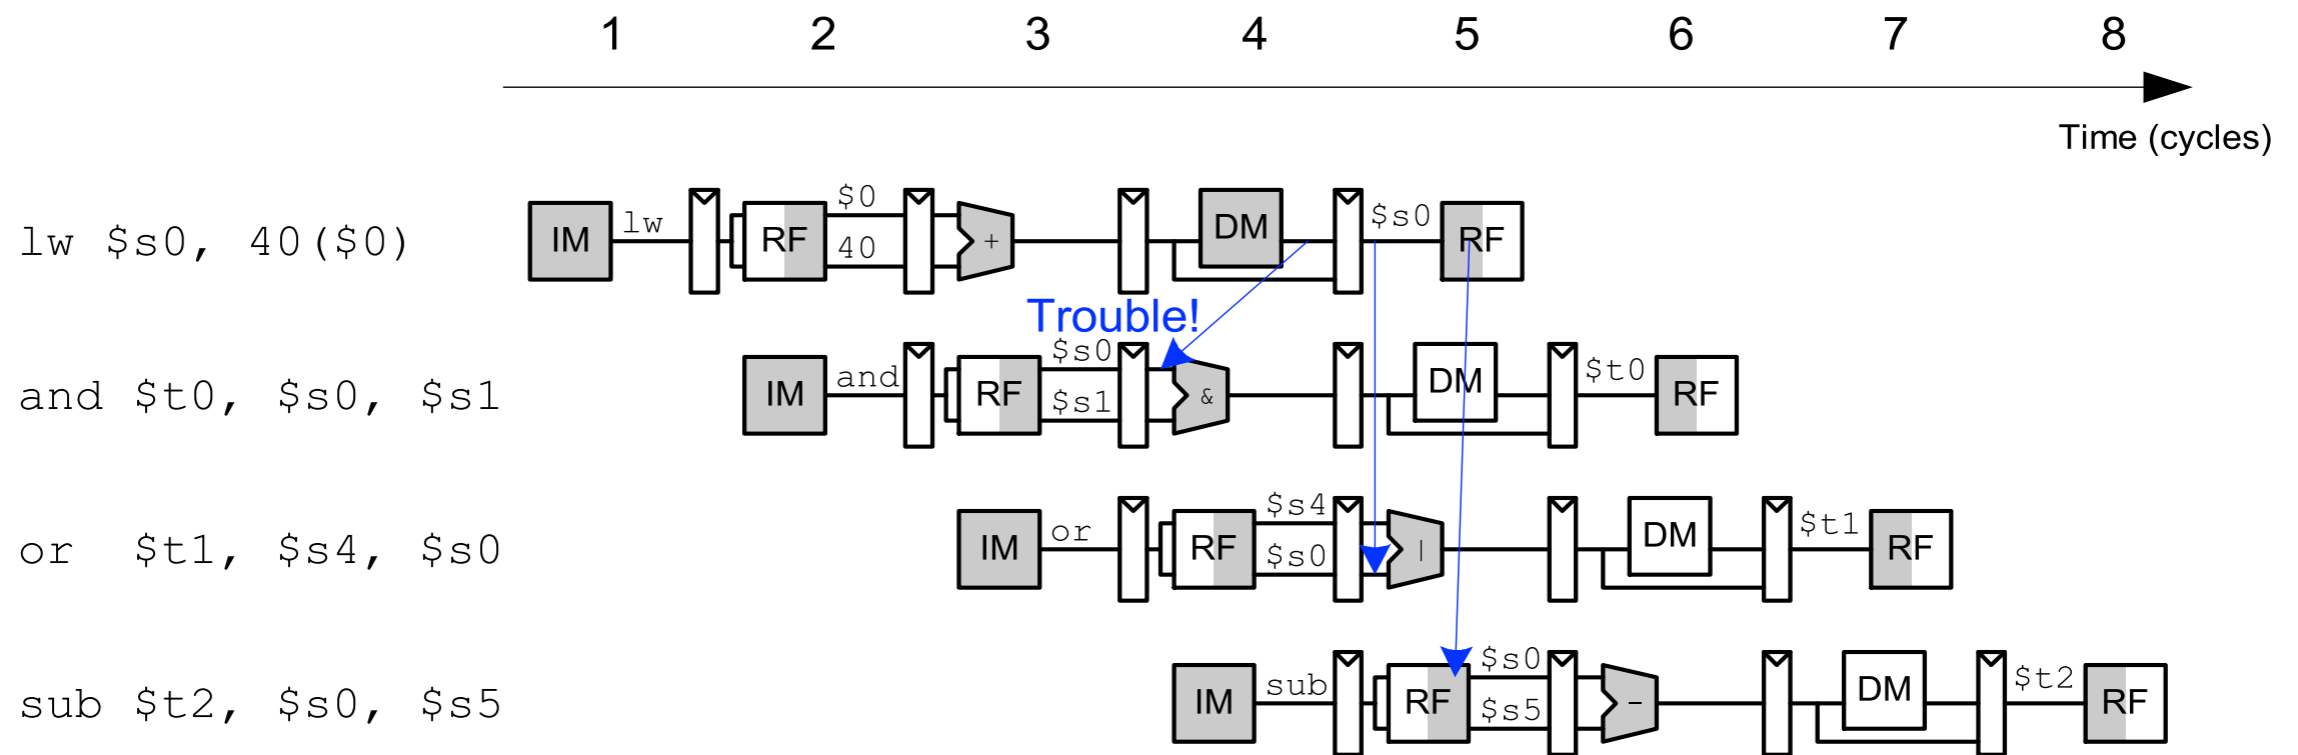 1 2 3 4 5 6 7 8
Time (cycles)
lw $s0, 40($0) IM lw RF $0 40 + DM $s0 RF
Trouble!
and $t0, $s0, $s1 IM and RF $s0 $s1 & DM $t0 RF
or $t1, $s4, $s0 IM or RF $s4 $s0 | DM $t1 RF
sub $t2, $s0, $s5 IM sub RF $s0 $s5 - DM $t2 RF